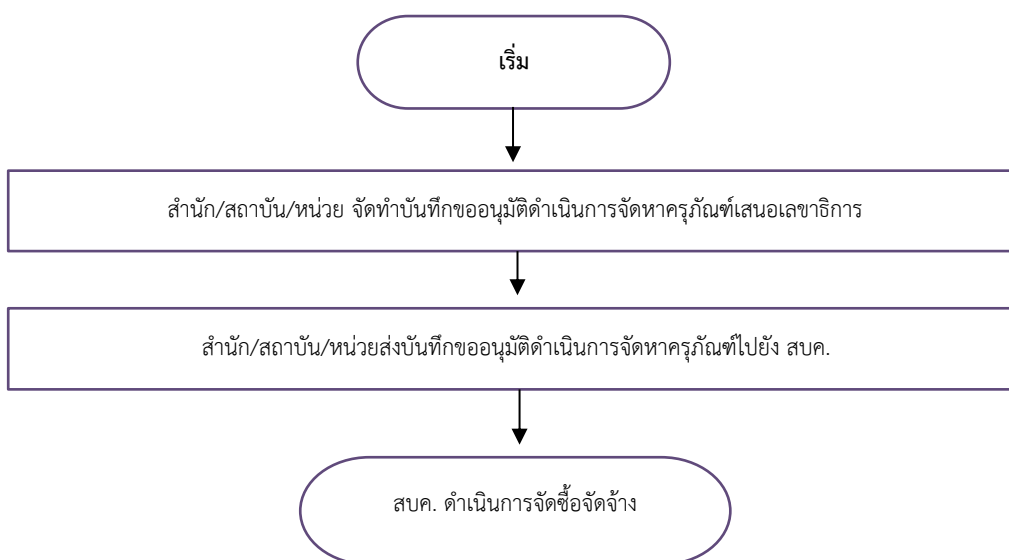 เริ่ม
สำนัก/สถาบัน/หน่วย จัดทำบันทึกขออนุมัติดำเนินการจัดหาครุภัณฑ์เสนอเลขาธิการ
สำนัก/สถาบัน/หน่วยส่งบันทึกขออนุมัติดำเนินการจัดหาครุภัณฑ์ไปยัง สบค.
สบค. ดำเนินการจัดซื้อจัดจ้าง